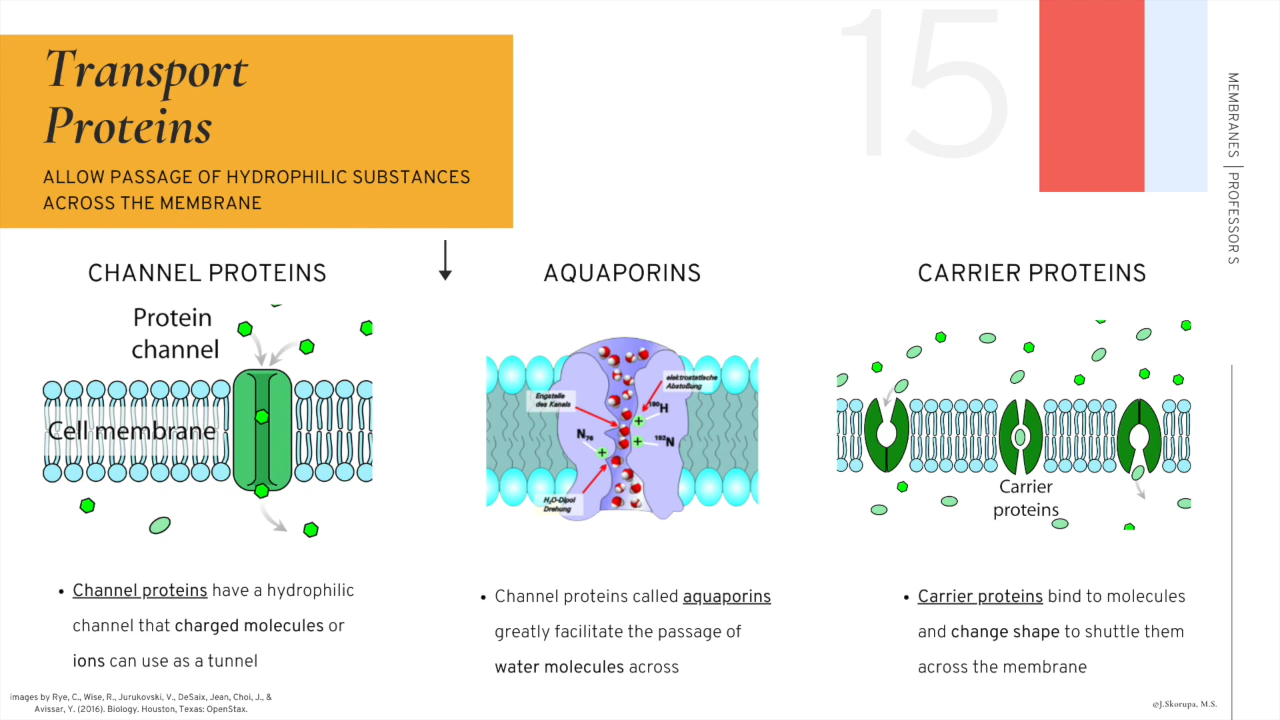 Transport
Proteins
ALLOW PASSAGE OF HYDROPHILIC SUBSTANCES
ACROSS THE MEMBRANE
15
MEMBRANES | PROFESSORS
CHANNEL PROTEINS
Protein
channel
Cell membrane
• Channel proteins have a hydrophilic
channel that charged molecules or
ions can use as a tunnel
AQUAPORINS
elektrostatische
Abstoßung
Engstelle
des Kanals
180H
N76
192N
+
+
+
H2O-Dipol
Drehung
• Channel proteins called aquaporins
greatly facilitate the passage of
water molecules across
CARRIER PROTEINS
Carrier
proteins
• Carrier proteins bind to molecules
and change shape to shuttle them
across the membrane
images by Rye, C., Wise, R., Jurukovski, V., DeSaix, Jean, Choi, J., &
Avissar, Y. (2016). Biology. Houston, Texas: OpenStax.
@J.Skorupa, M.S.